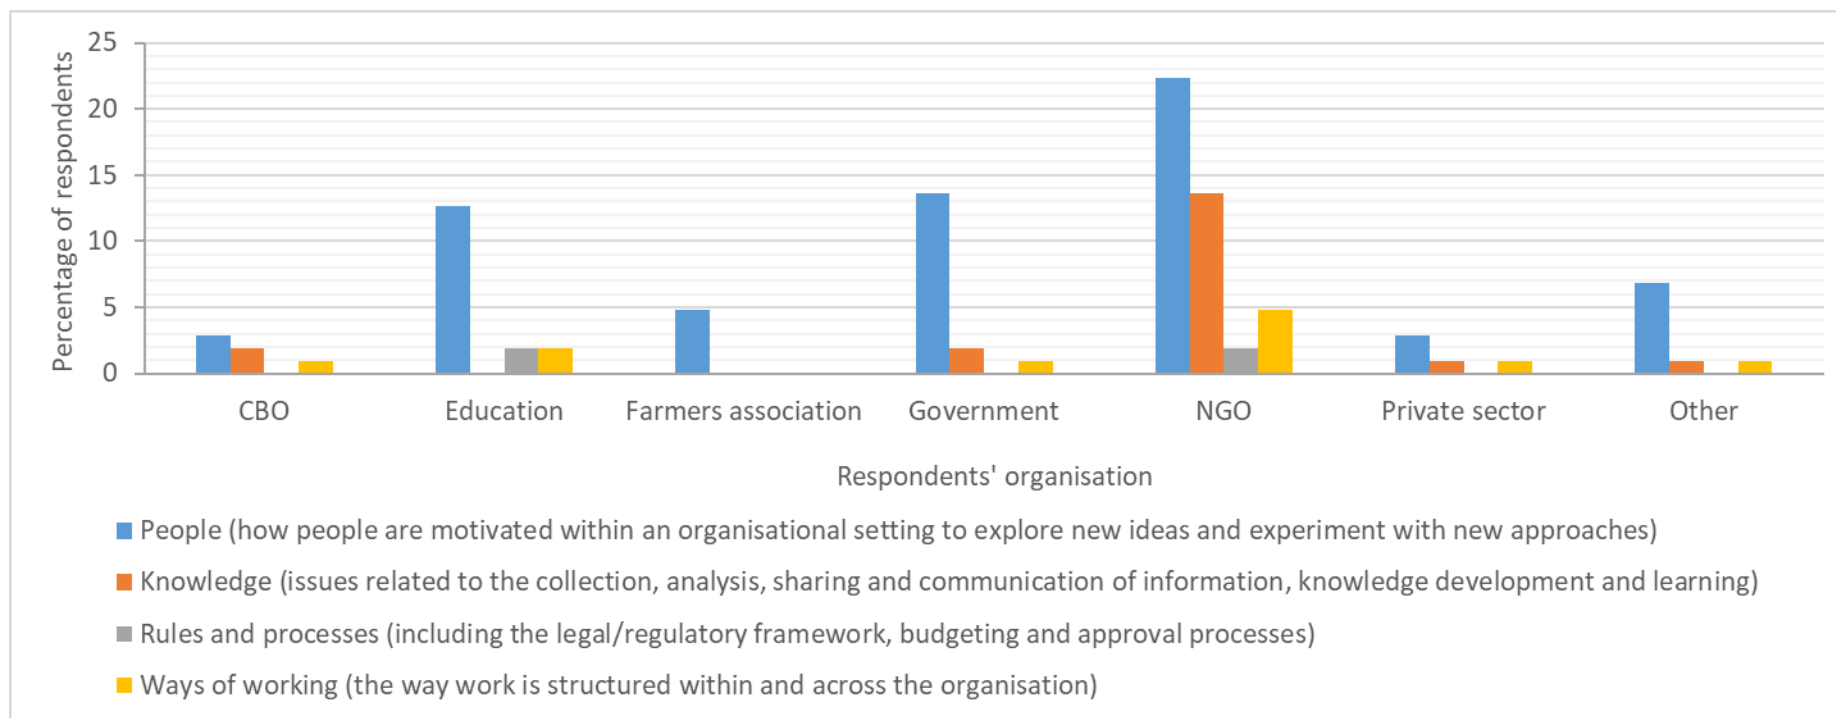 Percentage of respondents
25
20
15
10
5
0
CBO
Education
Farmers association
Government
NGO
Private sector
Other
Respondents' organisation
People (how people are motivated within an organisational setting to explore new ideas and experiment with new approaches)
Knowledge (issues related to the collection, analysis, sharing and communication of information, knowledge development and learning)
Rules and processes (including the legal/regulatory framework, budgeting and approval processes)
Ways of working (the way work is structured within and across the organisation)